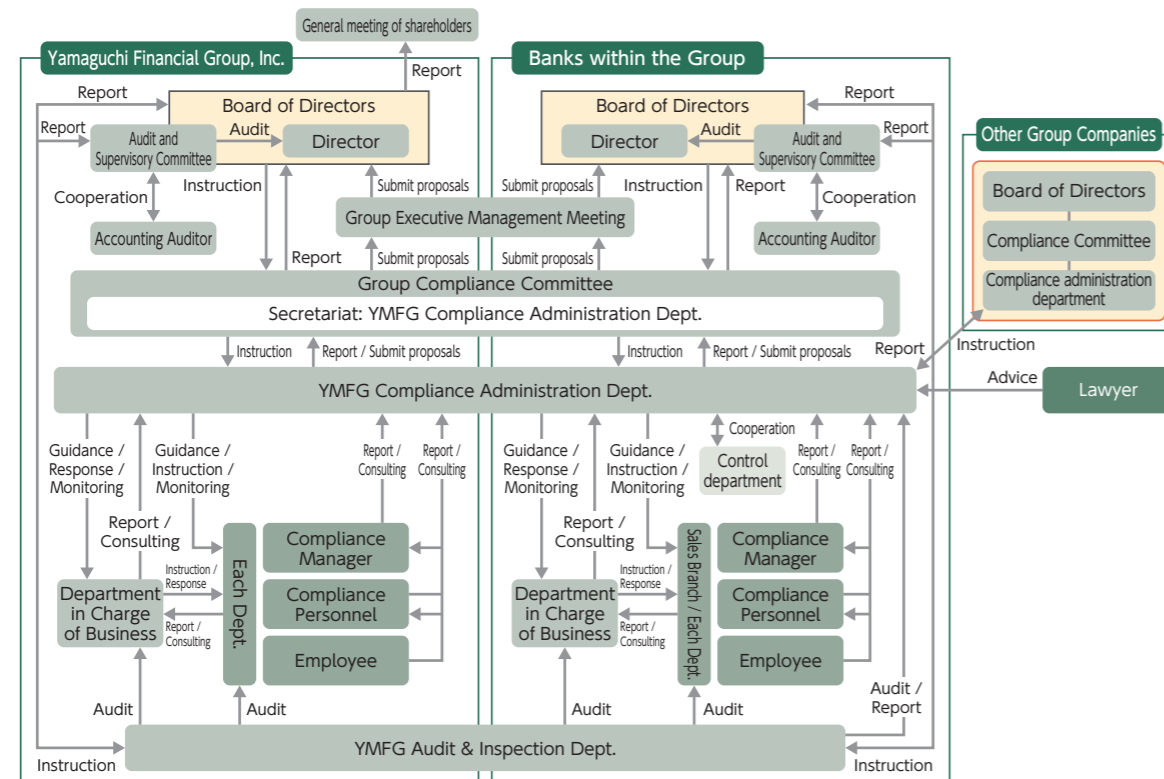 General meeting of shareholders
Yamaguchi Financial Group, Inc.
Report
Report
Board of Directors
Report
Audit and
Supervisory Committee
Audit
Director
Cooperation
Instruction
Submit proposals
Accounting Auditor
Report
Submit proposals
Banks within the Group
Board of Directors
Report
Director
Audit
Audit and
Supervisory Committee
Report
Submit proposals
Instruction
Report
Cooperation
Accounting Auditor
Submit proposals
Group Executive Management Meeting
Group Compliance Committee
Secretariat: YMFG Compliance Administration Dept.
Instruction
Report / Submit proposals
Instruction
Report / Submit proposals
Other Group Companies
Board of Directors
Compliance Committee
Compliance administration
department
Report
Instruction
Advice
Lawyer
YMFG Compliance Administration Dept.
Guidance /
Response /
Monitoring
Guidance /
Instruction /
Monitoring
Report /
Consulting
Report /
Consulting
Report /
Consulting
Each Dept.
Compliance
Manager
Compliance
Personnel
Employee
Department
in Charge
of Business
Instruction /
Response
Report /
Consulting
Audit
Audit
Guidance /
Response /
Monitoring
Guidance /
Instruction /
Monitoring
Cooperation
Control
department
Report /
Consulting
Report /
Consulting
Report /
Consulting
Sales Branch / Each Dept.
Compliance
Manager
Compliance
Personnel
Employee
Department
in Charge
of Business
Instruction /
Response
Report /
Consulting
Audit
Audit
Audit /
Report
YMFG Audit & Inspection Dept.
Instruction
Instruction